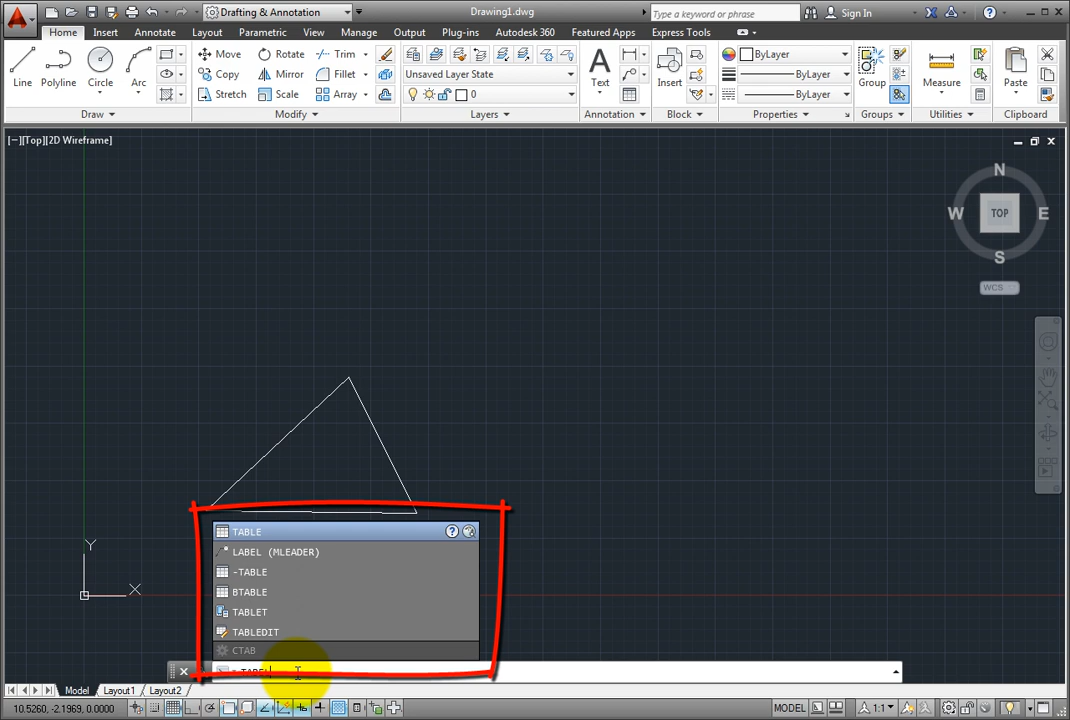 Drafting & Annotation
Drawing1.dwg
Type a keyword or phrase
Sign In
Home Insert Annotate Layout Parametric View Manage Output Plug-ins Autodesk 360 Featured Apps Express Tools
Line
Polyline
Circle
Arc
Move
Rotate
Trim
Copy
Mirror
Fillet
Stretch
Scale
Array
Unsaved Layer State
0
Text
Insert
ByLayer
ByLayer
ByLayer
Group
Measure
Paste
Draw
Modify
Layers
Annotation
Block
Properties
Groups
Utilities
Clipboard
[−][Top][2D Wireframe]
N
W
TOP
E
S
WCS
Y
X
TABLE
LABEL (MLEADER)
-TABLE
BTABLE
TABLET
TABLEDIT
CTAB
Model Layout1 Layout2
10.5260, -2.1969, 0.0000
MODEL
1:1